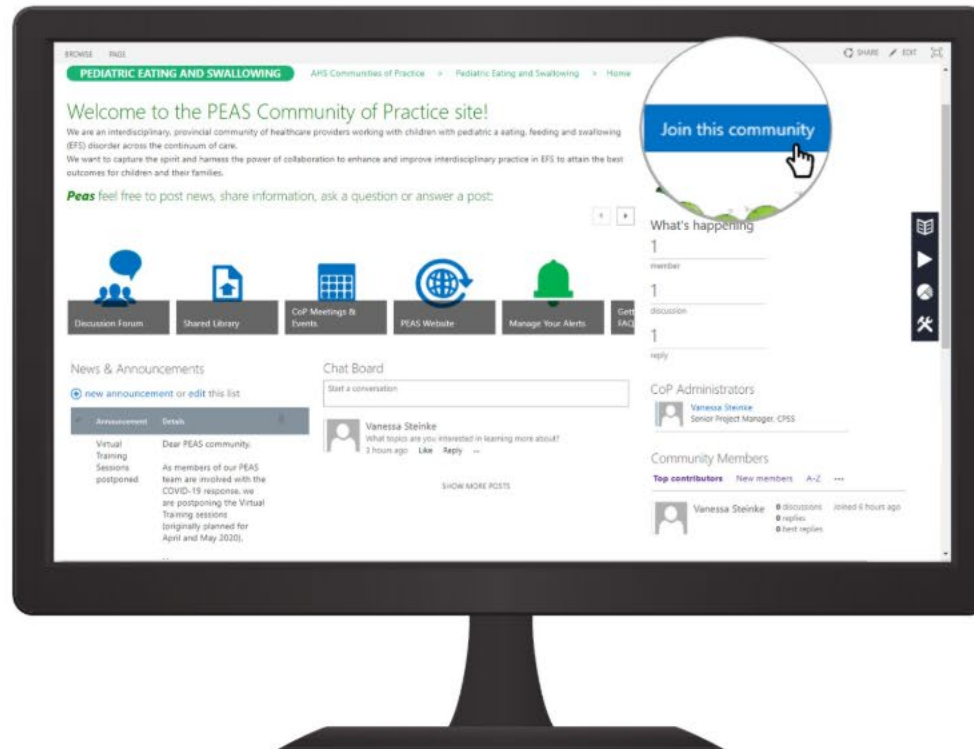 BROWSE PAGE
SHARE EDIT
PEDIATRIC EATING AND SWALLOWING
AHS Communities of Practice > Pediatric Eating and Swallowing > Home
Welcome to the PEAS Community of Practice site!
We are an interdisciplinary, provincial community of healthcare providers working with children with pediatric a eating, feeding and swallowing
(EFS) disorder across the continuum of care.
We want to capture the spirit and harness the power of collaboration to enhance and improve interdisciplinary practice in EFS to attain the best
outcomes for children and their families.
Peas feel free to post news, share information, ask a question or answer a post:
Join this community
Discussion Forum
Shared Library
CoP Meetings &
Events
PEAS Website
Manage Your Alerts
FAQ
What's happening
1
member
1
discussion
1
reply
News & Announcements
new announcement or edit this list
Announcement Details
Virtual
Training
Sessions
postponed
Dear PEAS community,
As members of our PEAS
team are involved with the
COVID-19 response, we
are postponing the Virtual
Training sessions
(originally planned for
April and May 2020).
Chat Board
Start a conversation
Vanessa Steinke
What topics are you interested in learning more about?
3 hours ago Like Reply ...
SHOW MORE POSTS
CoP Administrators
Vanessa Steinke
Senior Project Manager, CPSS
Community Members
Top contributors New members A-Z ...
Vanessa Steinke
0 discussions
0 replies
0 best replies
Joined 6 hours ago